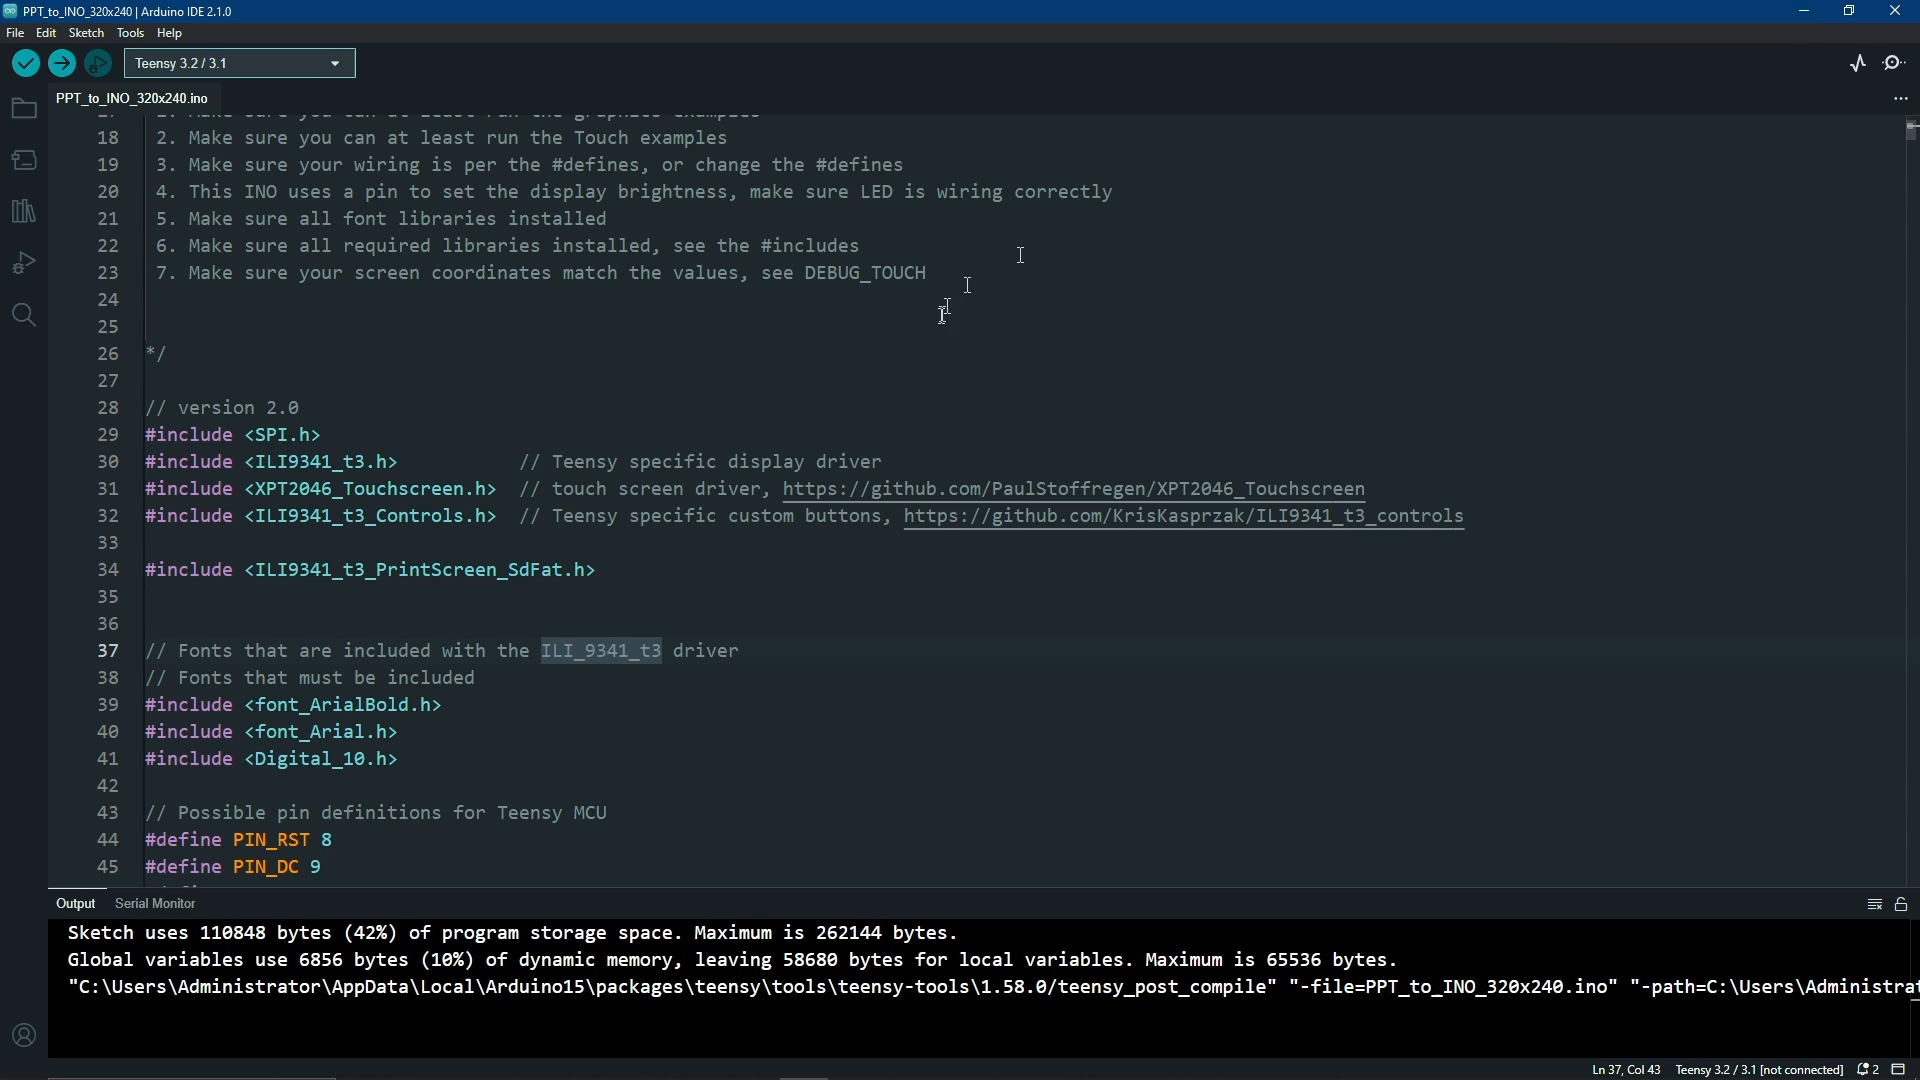 PPT_to_INO_320x240 | Arduino IDE 2.1.0
File Edit Sketch Tools Help
Teensy 3.2 / 3.1
PPT_to_INO_320x240.ino
18 2. Make sure you can at least run the Touch examples
19 3. Make sure your wiring is per the #defines, or change the #defines
20 4. This INO uses a pin to set the display brightness, make sure LED is wiring correctly
21 5. Make sure all font libraries installed
22 6. Make sure all required libraries installed, see the #includes
23 7. Make sure your screen coordinates match the values, see DEBUG_TOUCH
24
25
26 */
27
28 // version 2.0
29 #include <SPI.h>
30 #include <ILI9341_t3.h> // Teensy specific display driver
31 #include <XPT2046_Touchscreen.h> // touch screen driver, https://github.com/PaulStoffregen/XPT2046_Touchscreen
32 #include <ILI9341_t3_Controls.h> // Teensy specific custom buttons, https://github.com/KrisKasprzak/ILI9341_t3_controls
33
34 #include <ILI9341_t3_PrintScreen_SdFat.h>
35
36
37 // Fonts that are included with the ILI_9341_t3 driver
38 // Fonts that must be included
39 #include <font_ArialBold.h>
40 #include <font_Arial.h>
41 #include <Digital_10.h>
42
43 // Possible pin definitions for Teensy MCU
44 #define PIN_RST 8
45 #define PIN_DC 9
Output Serial Monitor
Sketch uses 110848 bytes (42%) of program storage space. Maximum is 262144 bytes.
Global variables use 6856 bytes (10%) of dynamic memory, leaving 58680 bytes for local variables. Maximum is 65536 bytes.
"C:\Users\Administrator\AppData\Local\Arduino15\packages\teensy\tools\teensy-tools\1.58.0/teensy_post_compile" "-file=PPT_to_INO_320x240.ino" "-path=C:\Users\Administrat
Ln 37, Col 43 Teensy 3.2 / 3.1 [not connected] 2